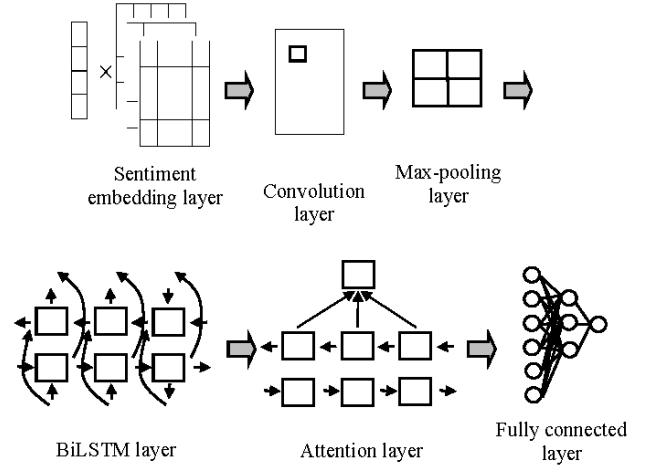 Sentiment
embedding layer
Convolution
layer
Max-pooling
layer
BiLSTM layer
Attention layer
Fully connected
layer